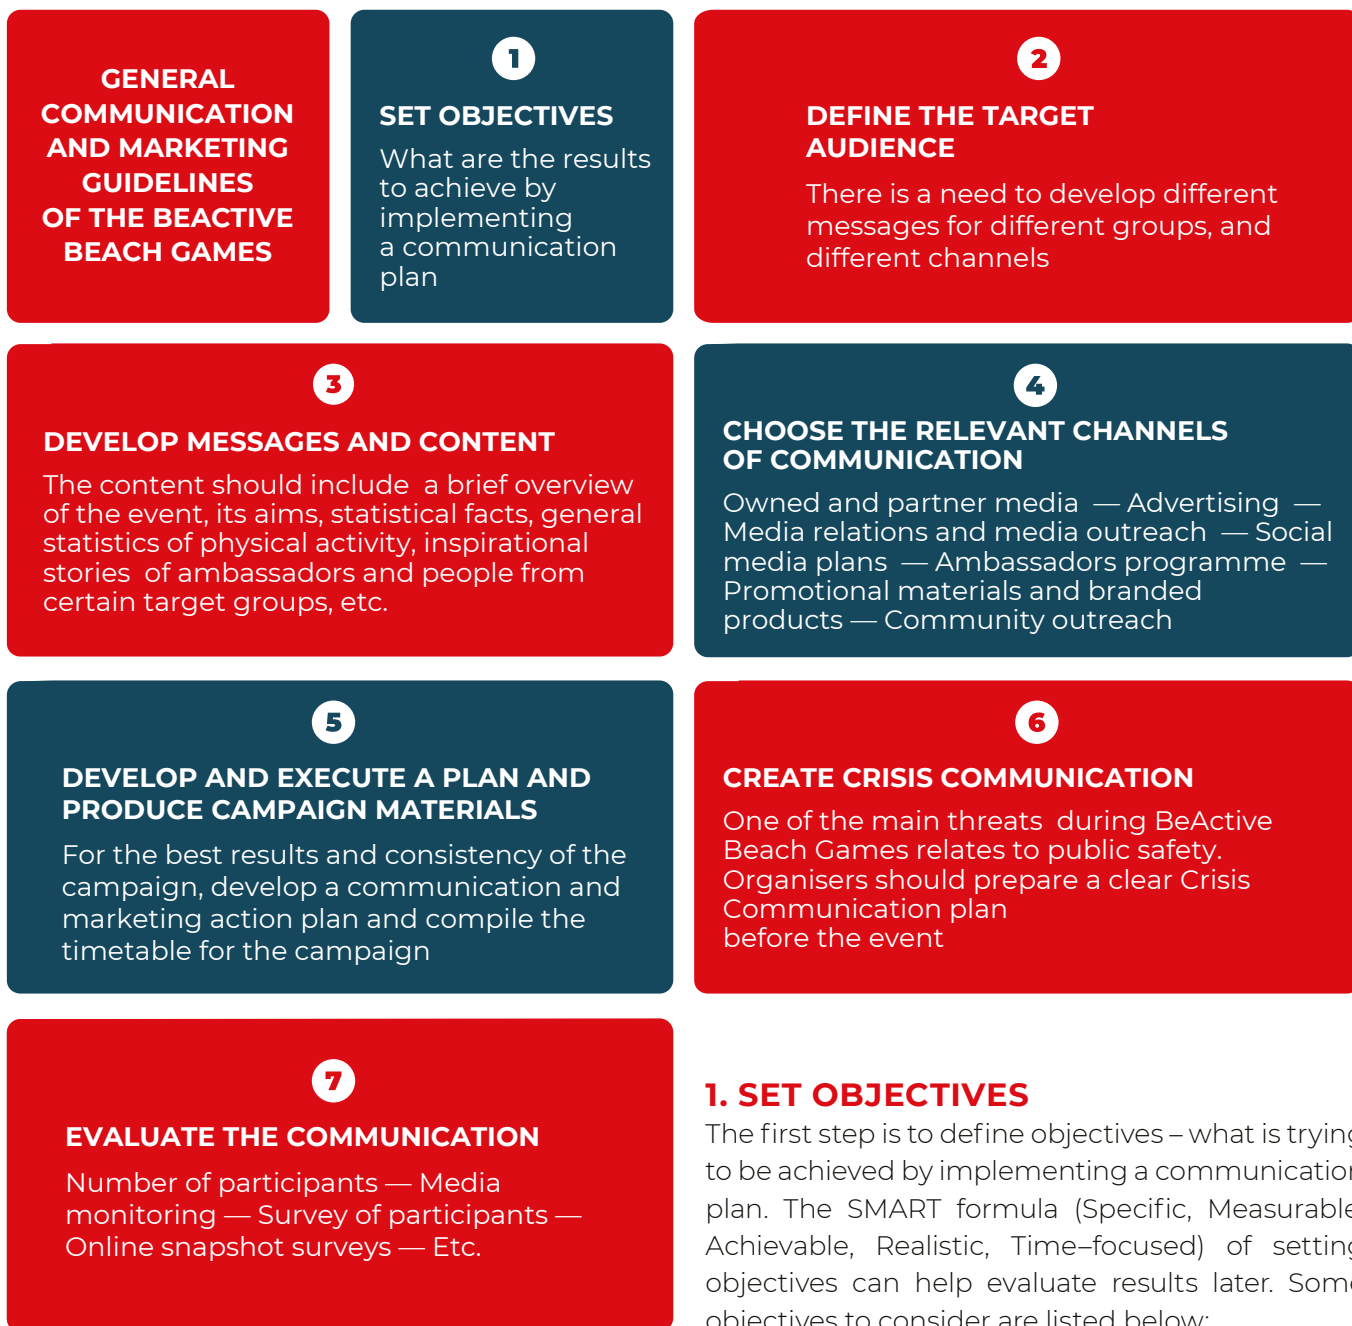 GENERAL
COMMUNICATION
AND MARKETING
GUIDELINES
OF THE BEACTIVE
BEACH GAMES
1
SET OBJECTIVES
What are the results
to achieve by
implementing
a communication
plan
2
DEFINE THE TARGET
AUDIENCE
There is a need to develop different
messages for different groups, and
different channels
3
DEVELOP MESSAGES AND CONTENT
The content should include a brief overview
of the event, its aims, statistical facts, general
statistics of physical activity, inspirational
stories of ambassadors and people from
certain target groups, etc.
4
CHOOSE THE RELEVANT CHANNELS
OF COMMUNICATION
Owned and partner media — Advertising —
Media relations and media outreach — Social
media plans — Ambassadors programme —
Promotional materials and branded
products — Community outreach
5
DEVELOP AND EXECUTE A PLAN AND
PRODUCE CAMPAIGN MATERIALS
For the best results and consistency of the
campaign, develop a communication and
marketing action plan and compile the
timetable for the campaign
6
CREATE CRISIS COMMUNICATION
One of the main threats during BeActive
Beach Games relates to public safety.
Organisers should prepare a clear Crisis
Communication plan
before the event
7
EVALUATE THE COMMUNICATION
Number of participants — Media
monitoring — Survey of participants —
Online snapshot surveys — Etc.
1. SET OBJECTIVES
The first step is to define objectives – what is trying
to be achieved by implementing a communication
plan. The SMART formula (Specific, Measurable
Achievable, Realistic, Time–focused) of setting
objectives can help evaluate results later. Some
objectives to consider are listed below: